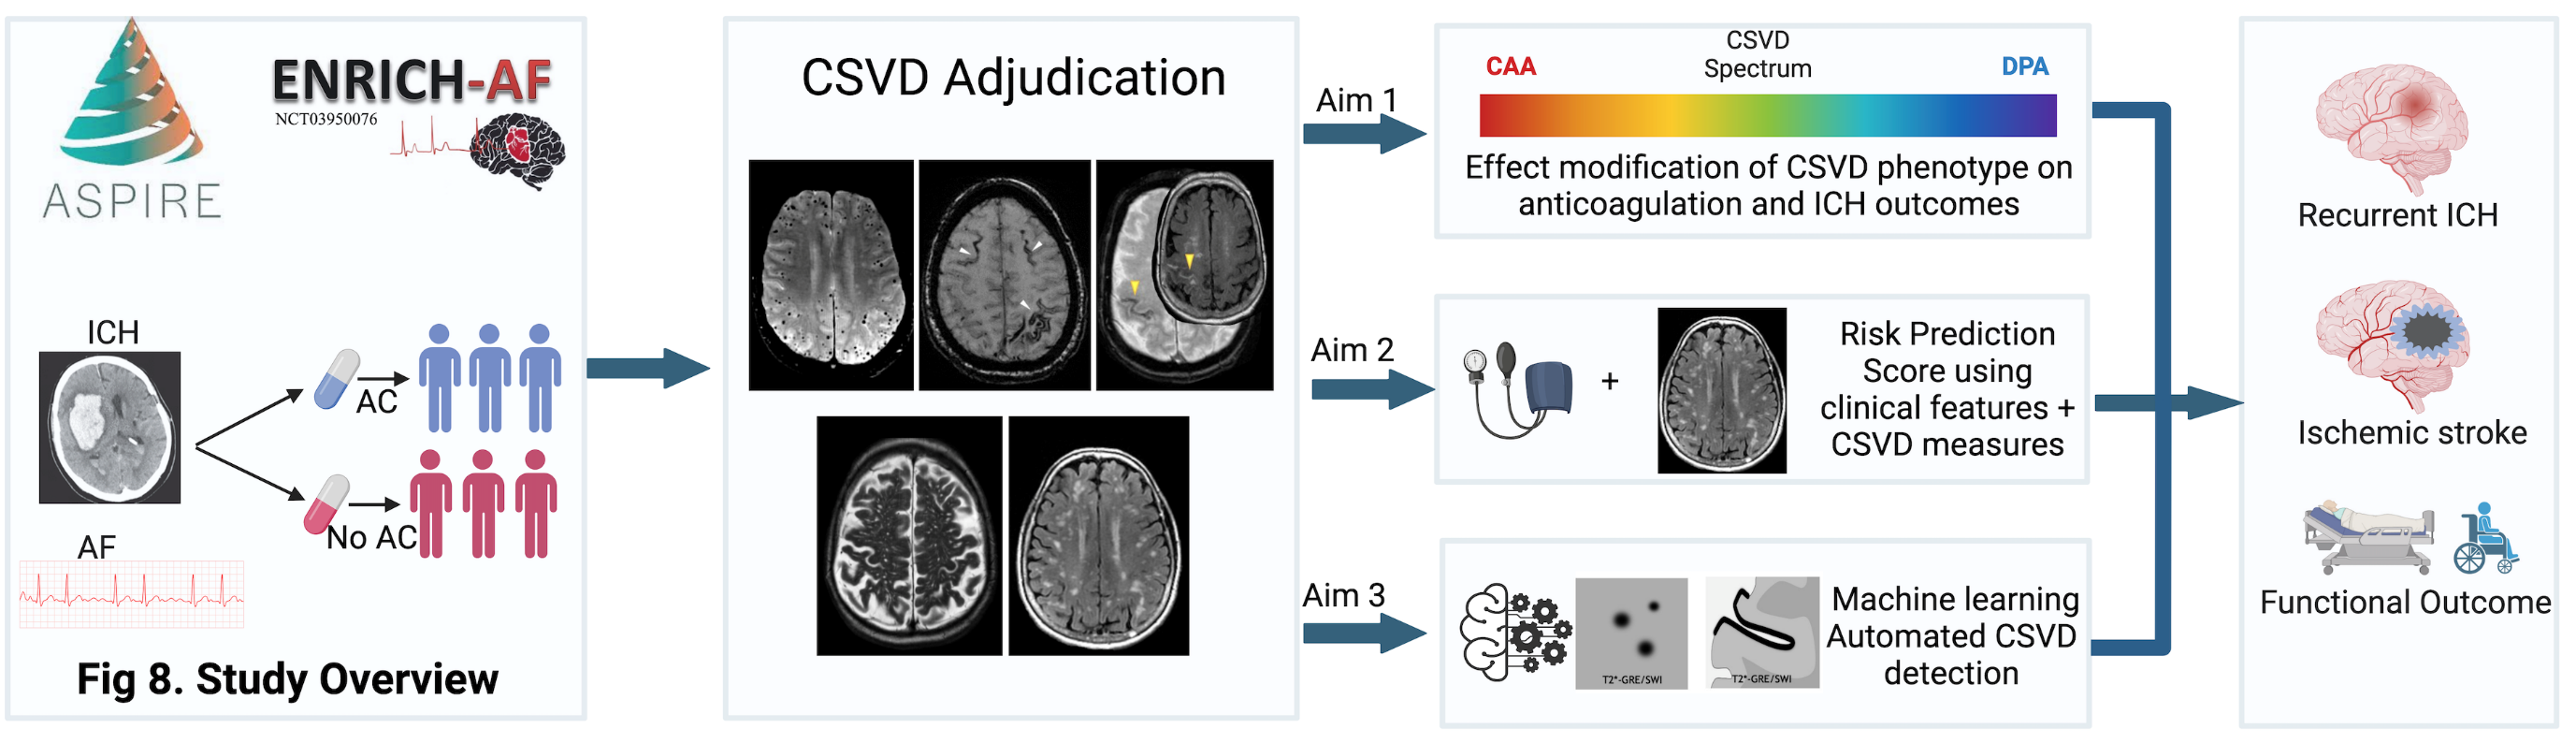 ASPIRE
ENRICH-AF
NCT03950076
ICH
AC
No AC
AF
Fig 8. Study Overview
CSVD Adjudication
Aim 1
CAA
CSVD
Spectrum
DPA
Effect modification of CSVD phenotype on
anticoagulation and ICH outcomes
Aim 2
+
Risk Prediction
Score using
clinical features +
CSVD measures
Aim 3
T2*-GRE/SWI
T2*-GRE/SWI
Machine learning
Automated CSVD
detection
Recurrent ICH
Ischemic stroke
Functional Outcome